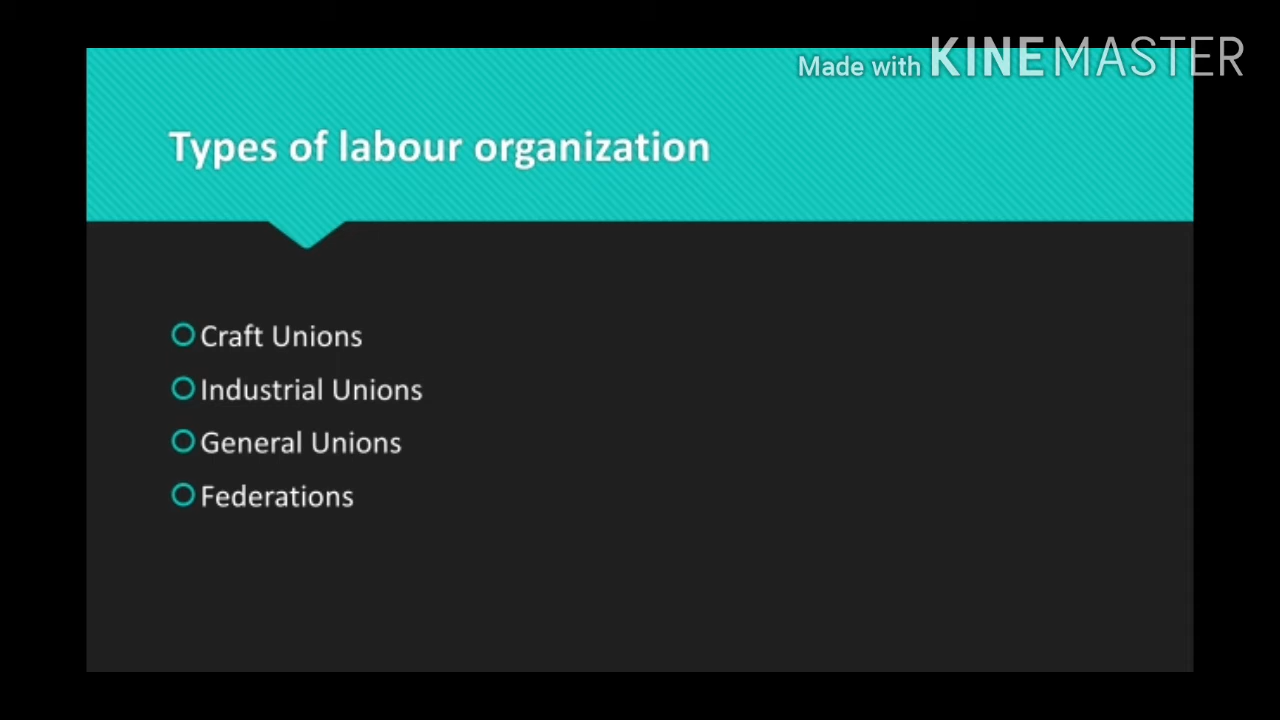 Made with KINEMASTER
Types of labour organization
Craft Unions
Industrial Unions
General Unions
Federations